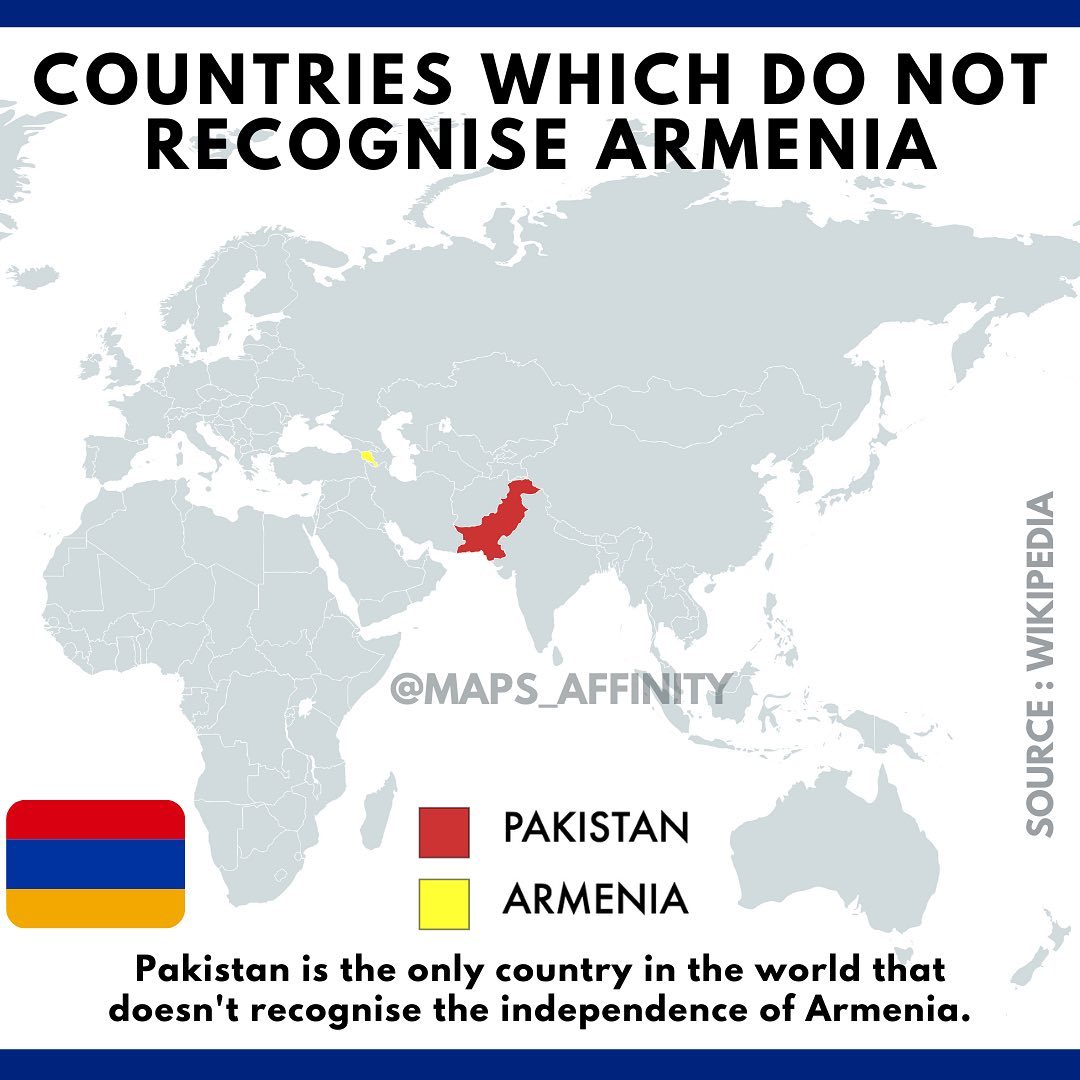 COUNTRIES WHICH DO NOT
RECOGNISE ARMENIA
@MAPS_AFFINITY
SOURCE : WIKIPEDIA
PAKISTAN
ARMENIA
Pakistan is the only country in the world that
doesn't recognise the independence of Armenia.